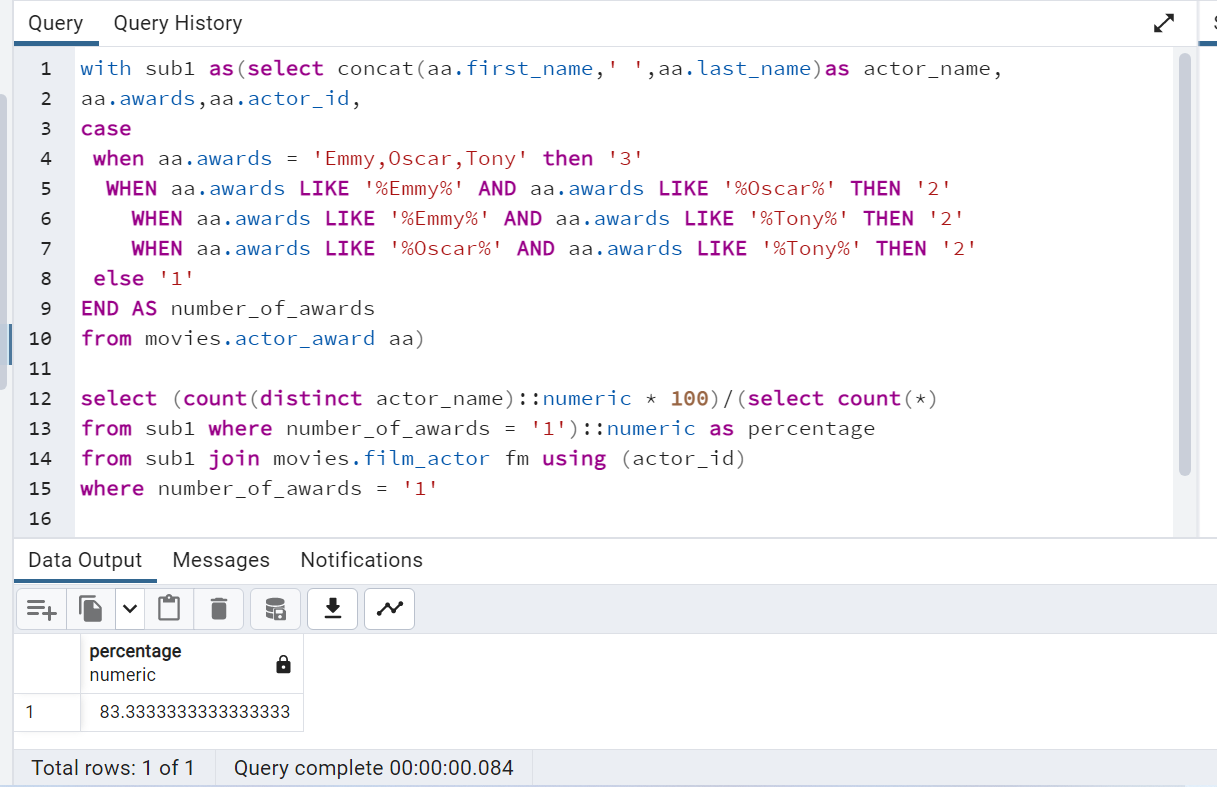 Query Query History
1 with sub1 as(select concat(aa.first_name,' ',aa.last_name)as actor_name,
2 aa.awards,aa.actor_id,
3 case
4 when aa.awards = 'Emmy,Oscar,Tony' then '3'
5 WHEN aa.awards LIKE '%Emmy%' AND aa.awards LIKE '%Oscar%' THEN '2'
6 WHEN aa.awards LIKE '%Emmy%' AND aa.awards LIKE '%Tony%' THEN '2'
7 WHEN aa.awards LIKE '%Oscar%' AND aa.awards LIKE '%Tony%' THEN '2'
8 else '1'
9 END AS number_of_awards
10 from movies.actor_award aa)
11
12 select (count(distinct actor_name)::numeric * 100)/(select count(*)
13 from sub1 where number_of_awards = '1')::numeric as percentage
14 from sub1 join movies.film_actor fm using (actor_id)
15 where number_of_awards = '1'
16
Data Output Messages Notifications
percentage
numeric
1 83.3333333333333333
Total rows: 1 of 1 Query complete 00:00:00.084